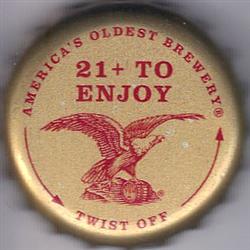 AMERICA'S OLDEST BREWERY®
21+ TO
ENJOY
®
TWIST OFF